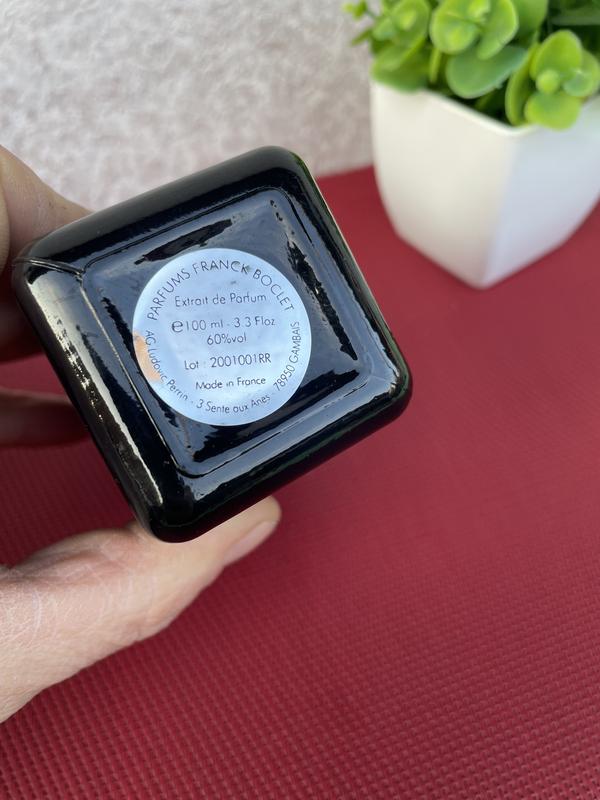 PARFUMS FRANCK BOCLET
Extrait de Parfum
℮100 ml - 3.3 Floz
60%vol
Lot : 2001001RR
Made in France
AG Ludovic Perrin - 3 Sente aux Anes - 78950 GAMBAIS